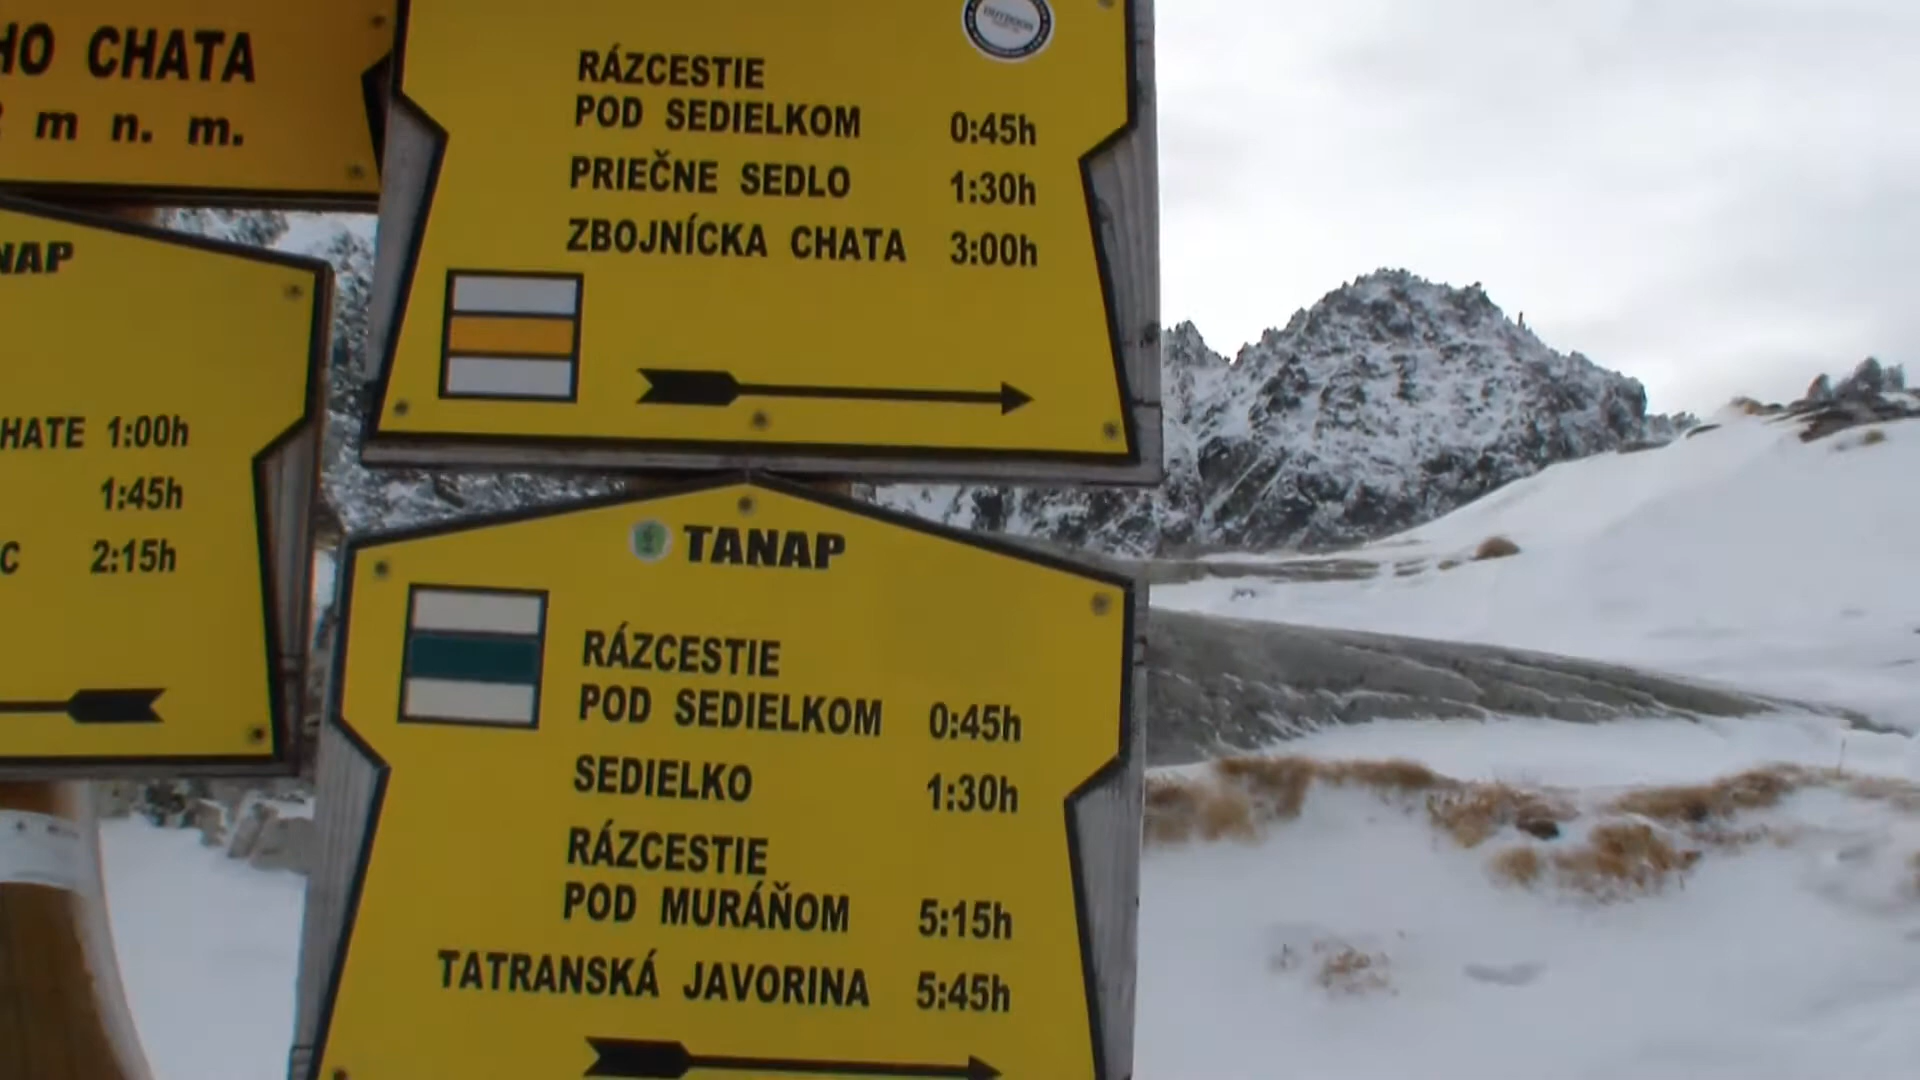 HO CHATA
m n. m.
NAP
HATE 1:00h
1:45h
C 2:15h
RÁZCESTIE
POD SEDIELKOM 0:45h
PRIEČNE SEDLO 1:30h
ZBOJNÍCKA CHATA 3:00h
TANAP
RÁZCESTIE
POD SEDIELKOM 0:45h
SEDIELKO 1:30h
RÁZCESTIE
POD MURÁŇOM 5:15h
TATRANSKÁ JAVORINA 5:45h